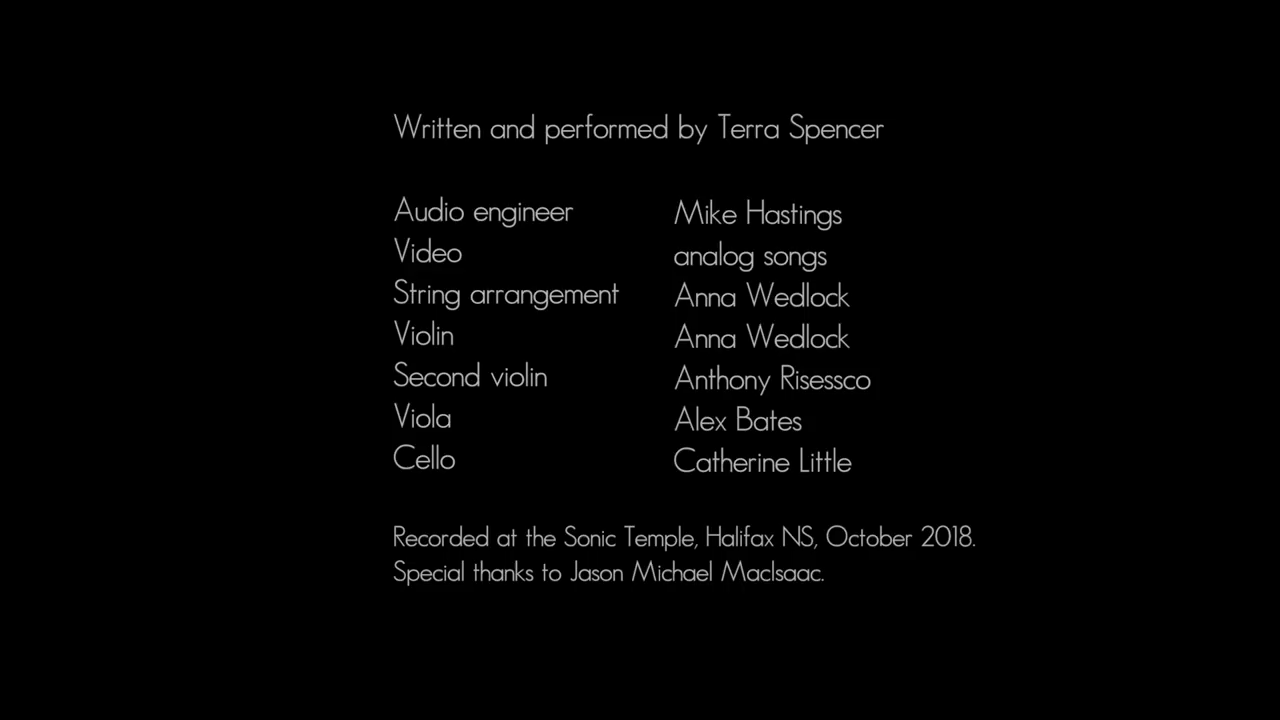 Written and performed by Terra Spencer
Audio engineer Mike Hastings
Video analog songs
String arrangement Anna Wedlock
Violin Anna Wedlock
Second violin Anthony Risessco
Viola Alex Bates
Cello Catherine Little
Recorded at the Sonic Temple, Halifax NS, October 2018.
Special thanks to Jason Michael MacIsaac.